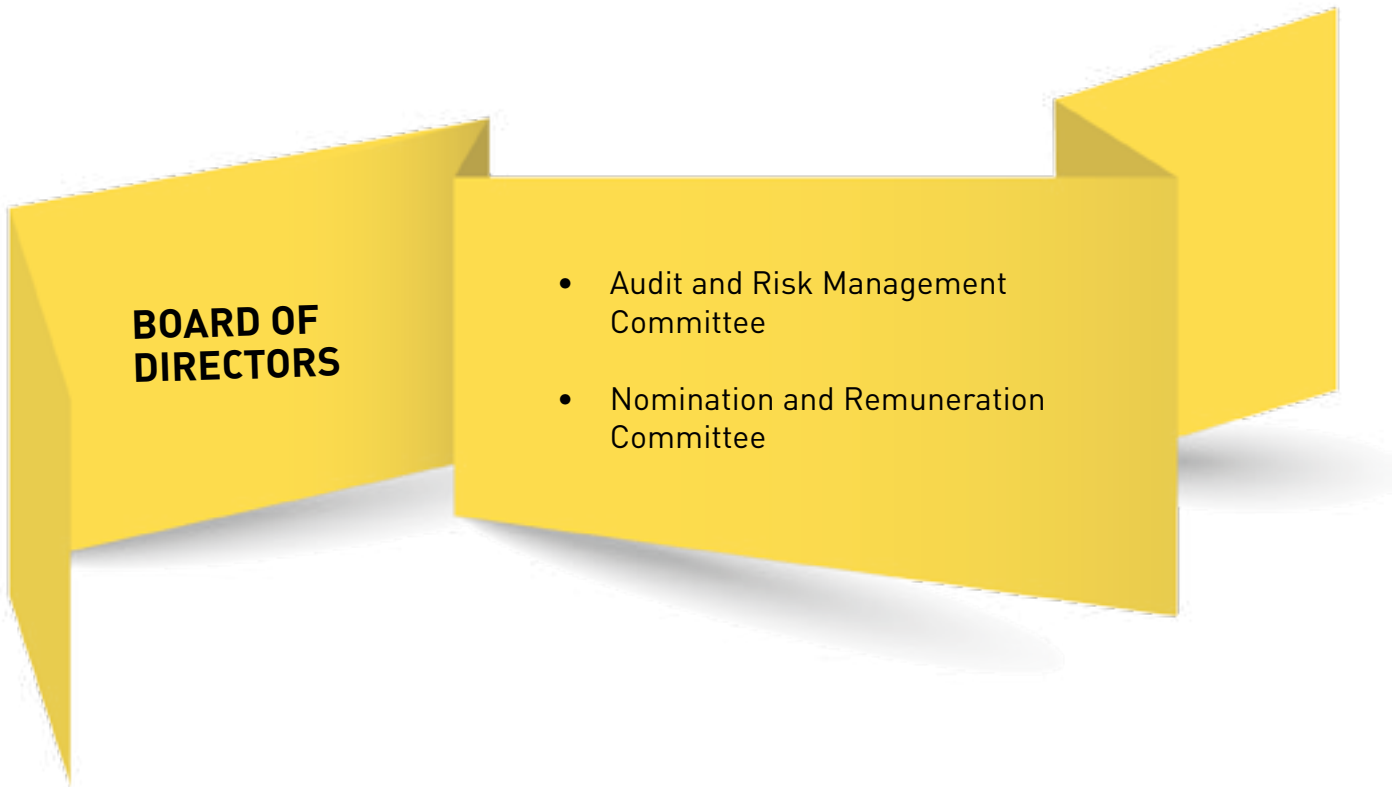 BOARD OF
DIRECTORS
• Audit and Risk Management
Committee
• Nomination and Remuneration
Committee